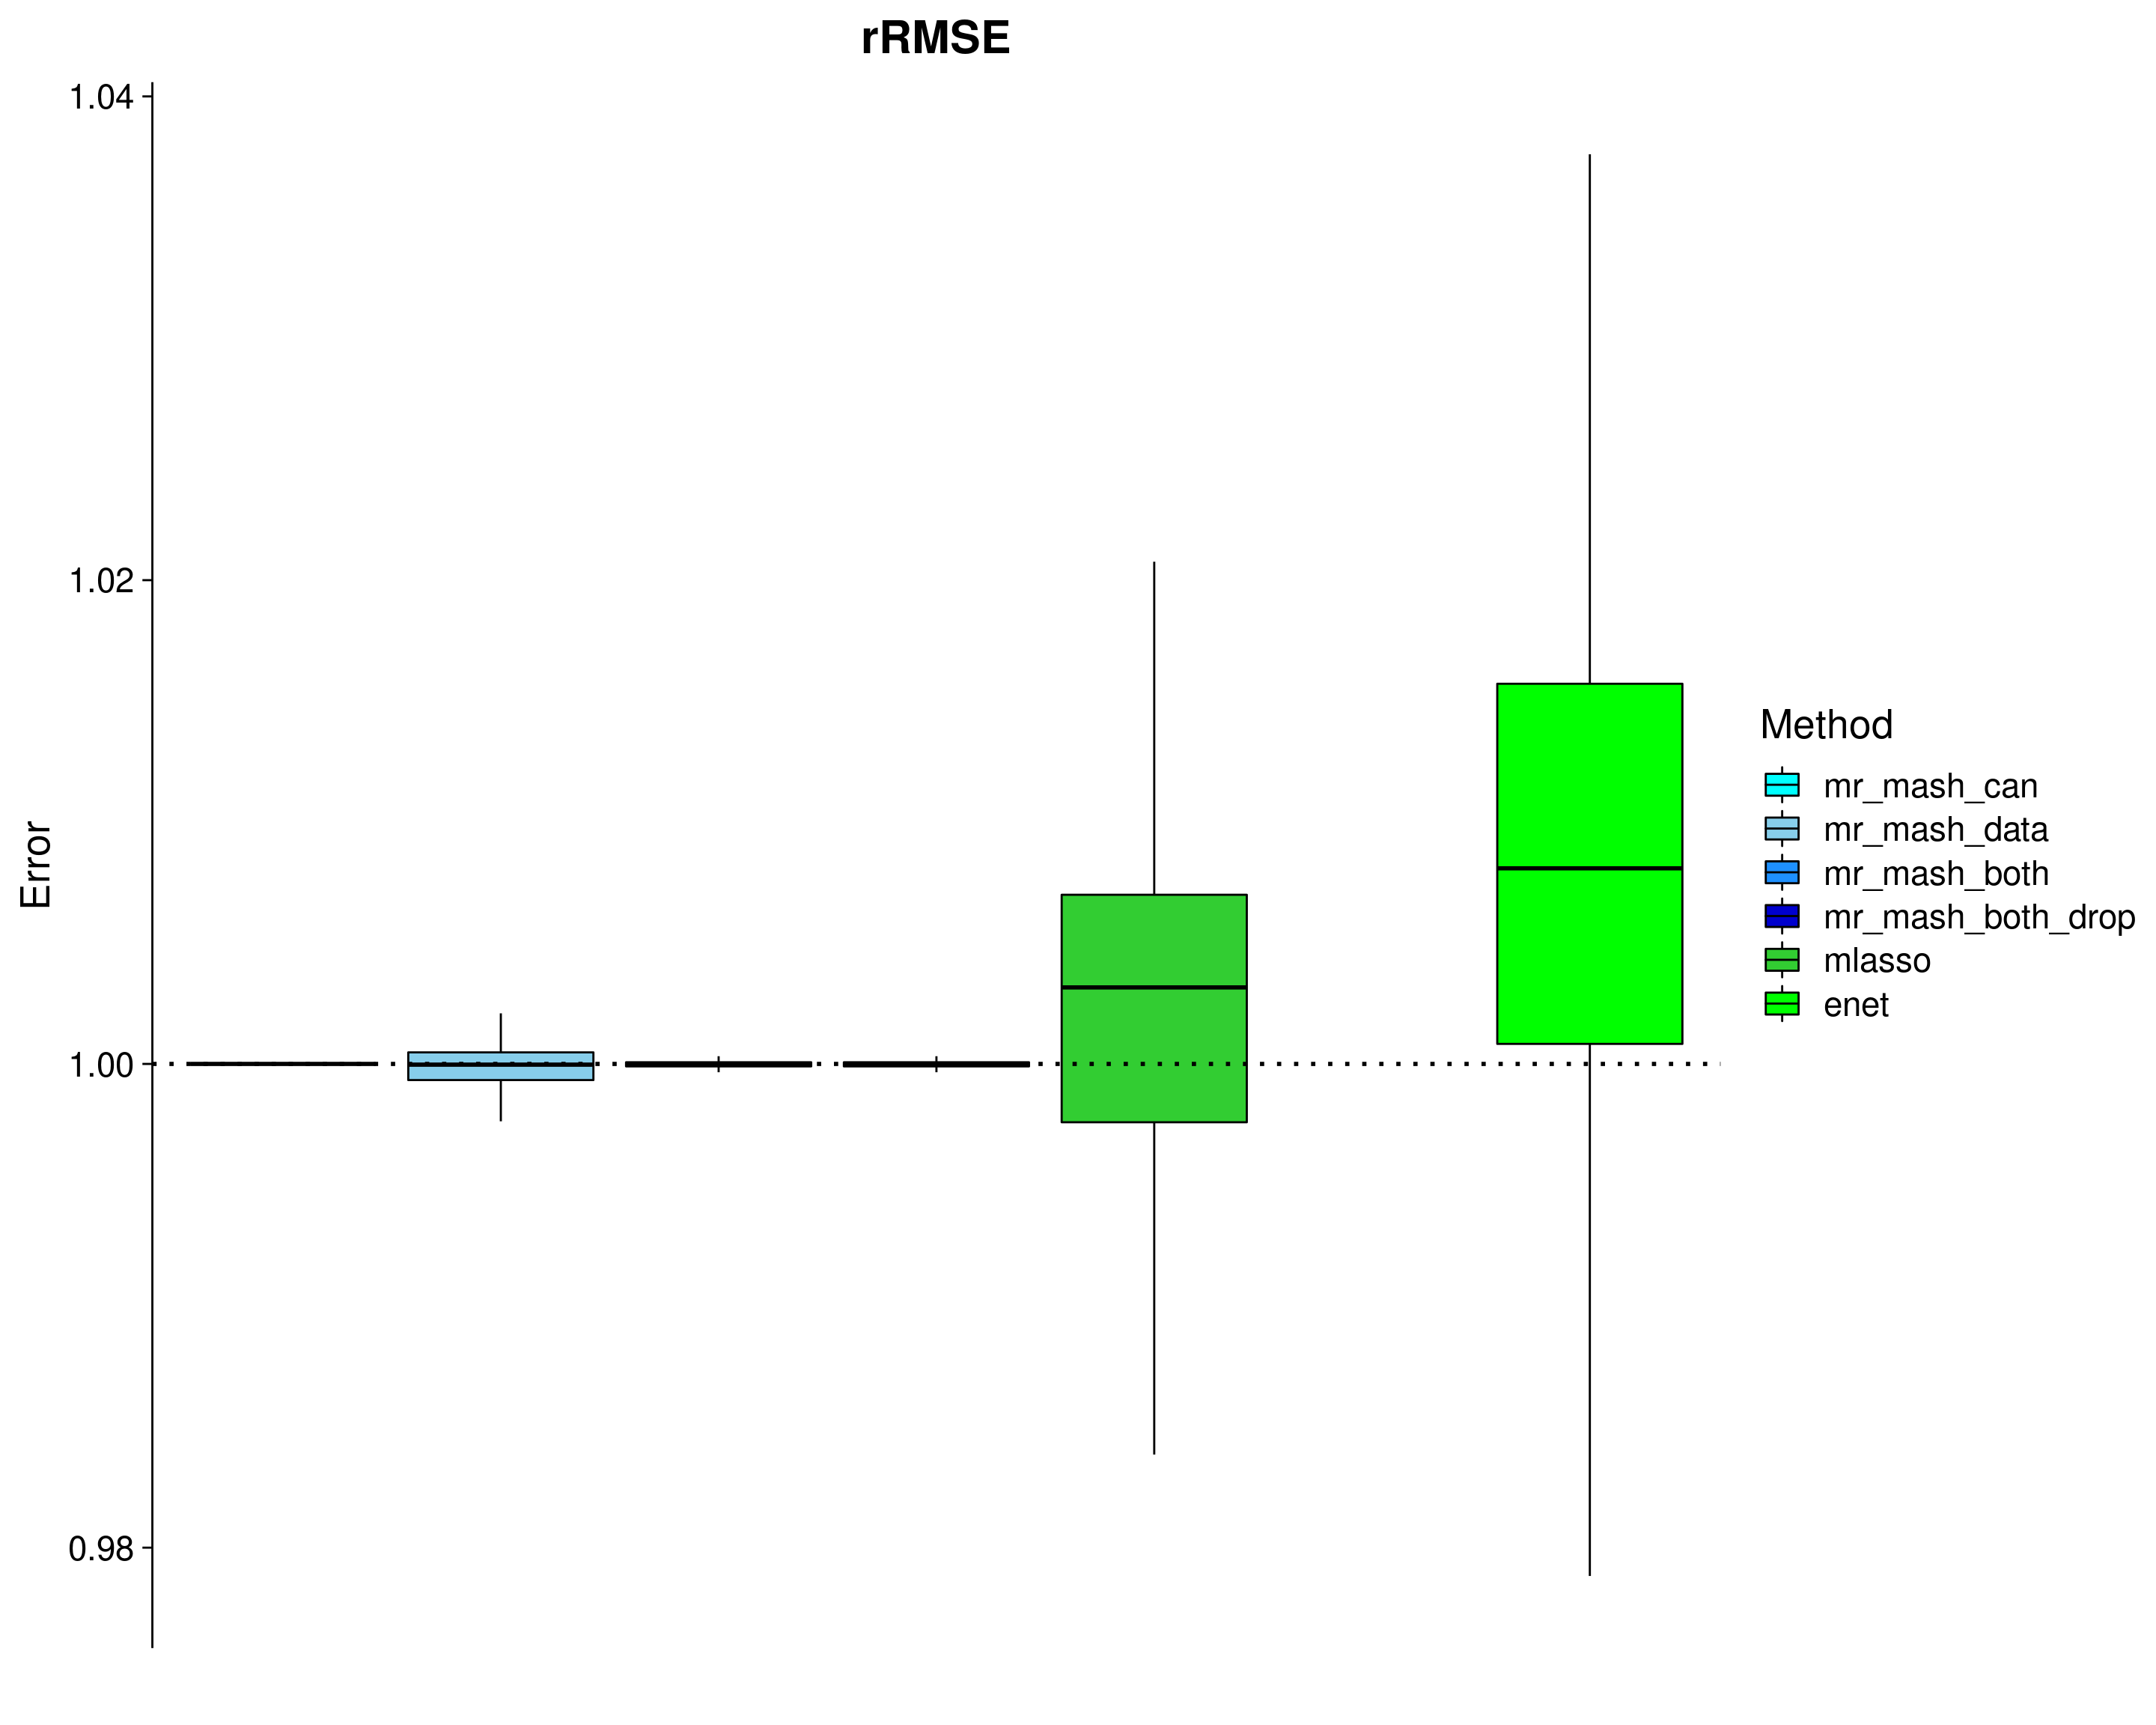 rRMSE
1.04
1.02
1.00
0.98
Error
Method
mr_mash_can
mr_mash_data
mr_mash_both
mr_mash_both_drop
mlasso
enet